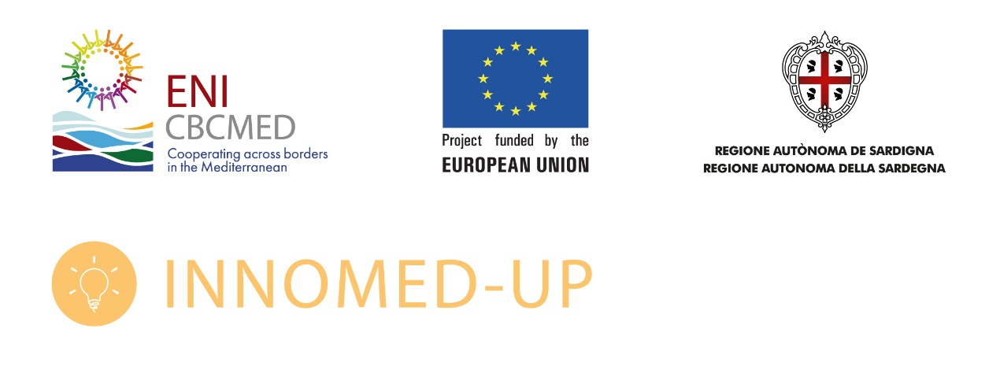 ENI
CBCMED
Cooperating across borders
in the Mediterranean
Project funded by the
EUROPEAN UNION
REGIONE AUTÒNOMA DE SARDIGNA
REGIONE AUTONOMA DELLA SARDEGNA
INNOMED-UP